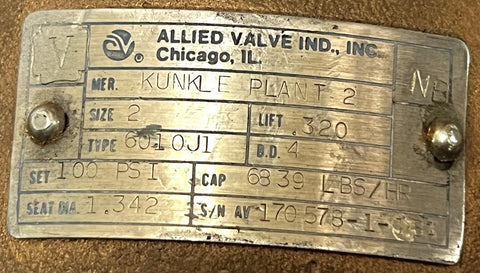 ALLIED VALVE IND., INC.
Chicago, IL.
V
NB
MER. KUNKLE PLANT 2
SIZE 2 LIFT .320
TYPE 6010J1 B.D. 4
SET 100 PSI CAP 6839 LBS/HR
SEAT DIA. 1.342 S/N AV 170578-1-